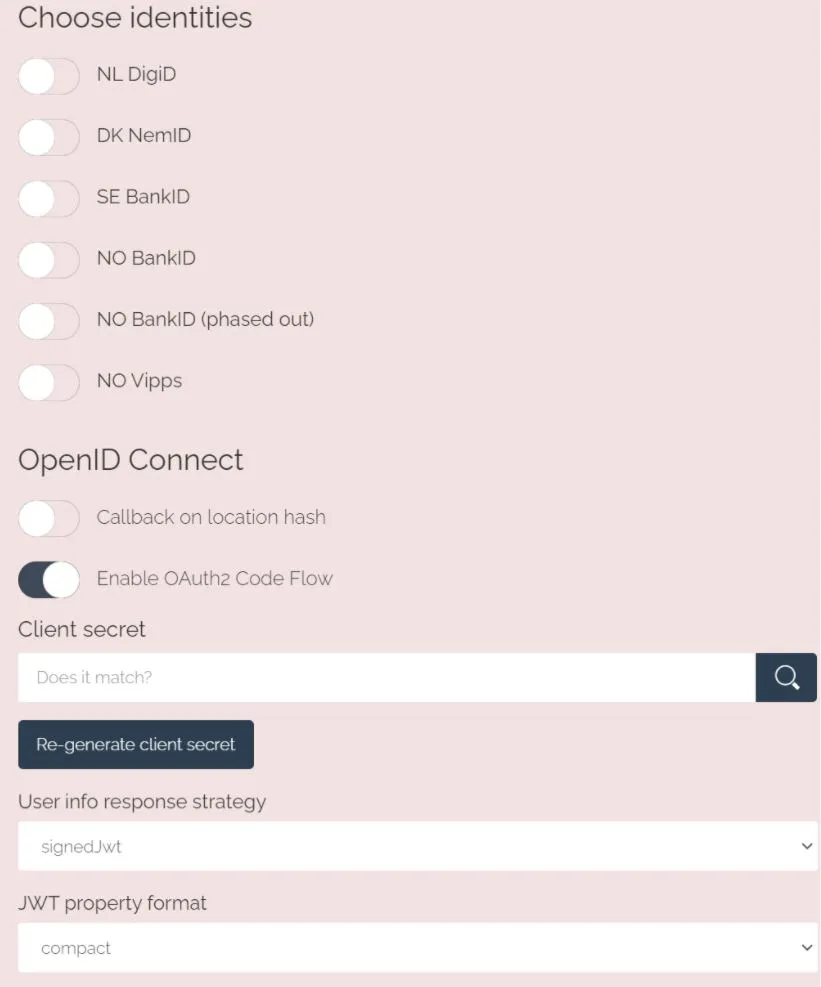 Choose identities
NL DigiD
DK NemID
SE BankID
NO BankID
NO BankID (phased out)
NO Vipps
OpenID Connect
Callback on location hash
Enable OAuth2 Code Flow
Client secret
Does it match?
Re-generate client secret
User info response strategy
signedJwt
JWT property format
compact